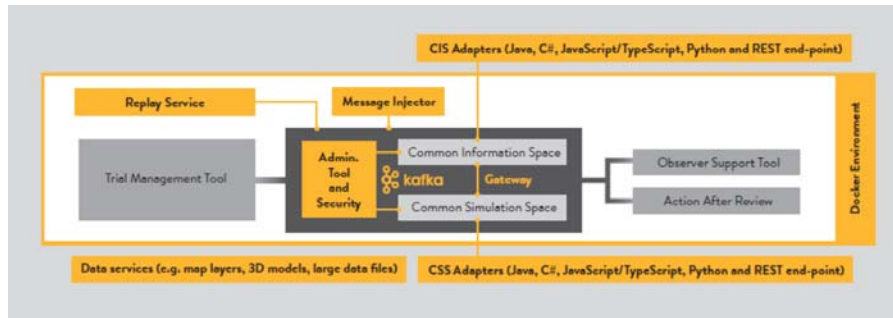 CIS Adapters (Java, C#, JavaScript/TypeScript, Python and REST end-point)
Replay Service
Message Injector
Trial Management Tool
Admin.
Tool
and
Security
Common Information Space
kafka
Gateway
Common Simulation Space
Observer Support Tool
Action After Review
Docker Environment
Data services (e.g. map layers, 3D models, large data files)
CSS Adapters (Java, C#, JavaScript/TypeScript, Python and REST end-point)